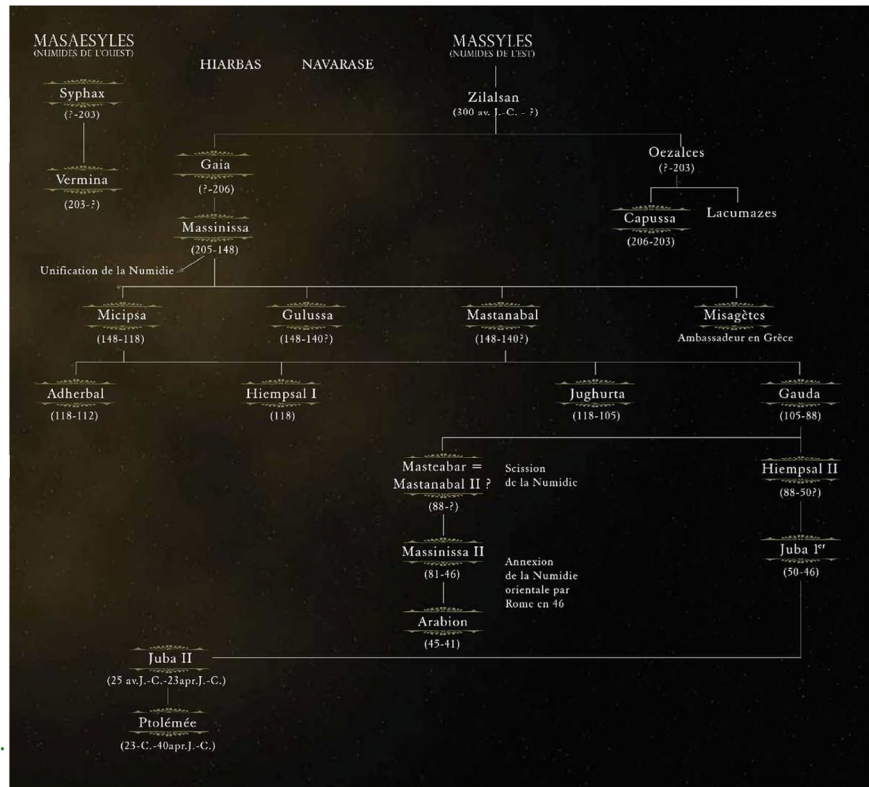 MASAESYLES
(NUMIDES DE L'OUEST)
HIARBAS
NAVARASE
MASSYLES
(NUMIDES DE L'EST)
Syphax
(?-203)
Zilalsan
(300 av. J.-C. - ?)
Vermina
(203-?)
Gaia
(?-206)
Oezalces
(?-203)
Massinissa
(205-148)
Capussa
(206-203)
Lacumazes
Unification de la Numidie
Micipsa
(148-118)
Gulussa
(148-140?)
Mastanabal
(148-140?)
Misagètes
Ambassadeur en Grèce
Adherbal
(118-112)
Hiempsal I
(118)
Jughurta
(118-105)
Gauda
(105-88)
Masteabar =
Mastanabal II ?
(88-?)
Scission
de la Numidie
Hiempsal II
(88-50?)
Massinissa II
(81-46)
Annexion
de la Numidie
orientale par
Rome en 46
Juba 1er
(50-46)
Arabion
(45-41)
Juba II
(25 av.J.-C.-23apr.J.-C.)
Ptolémée
(23-C.-40apr.J.-C.)